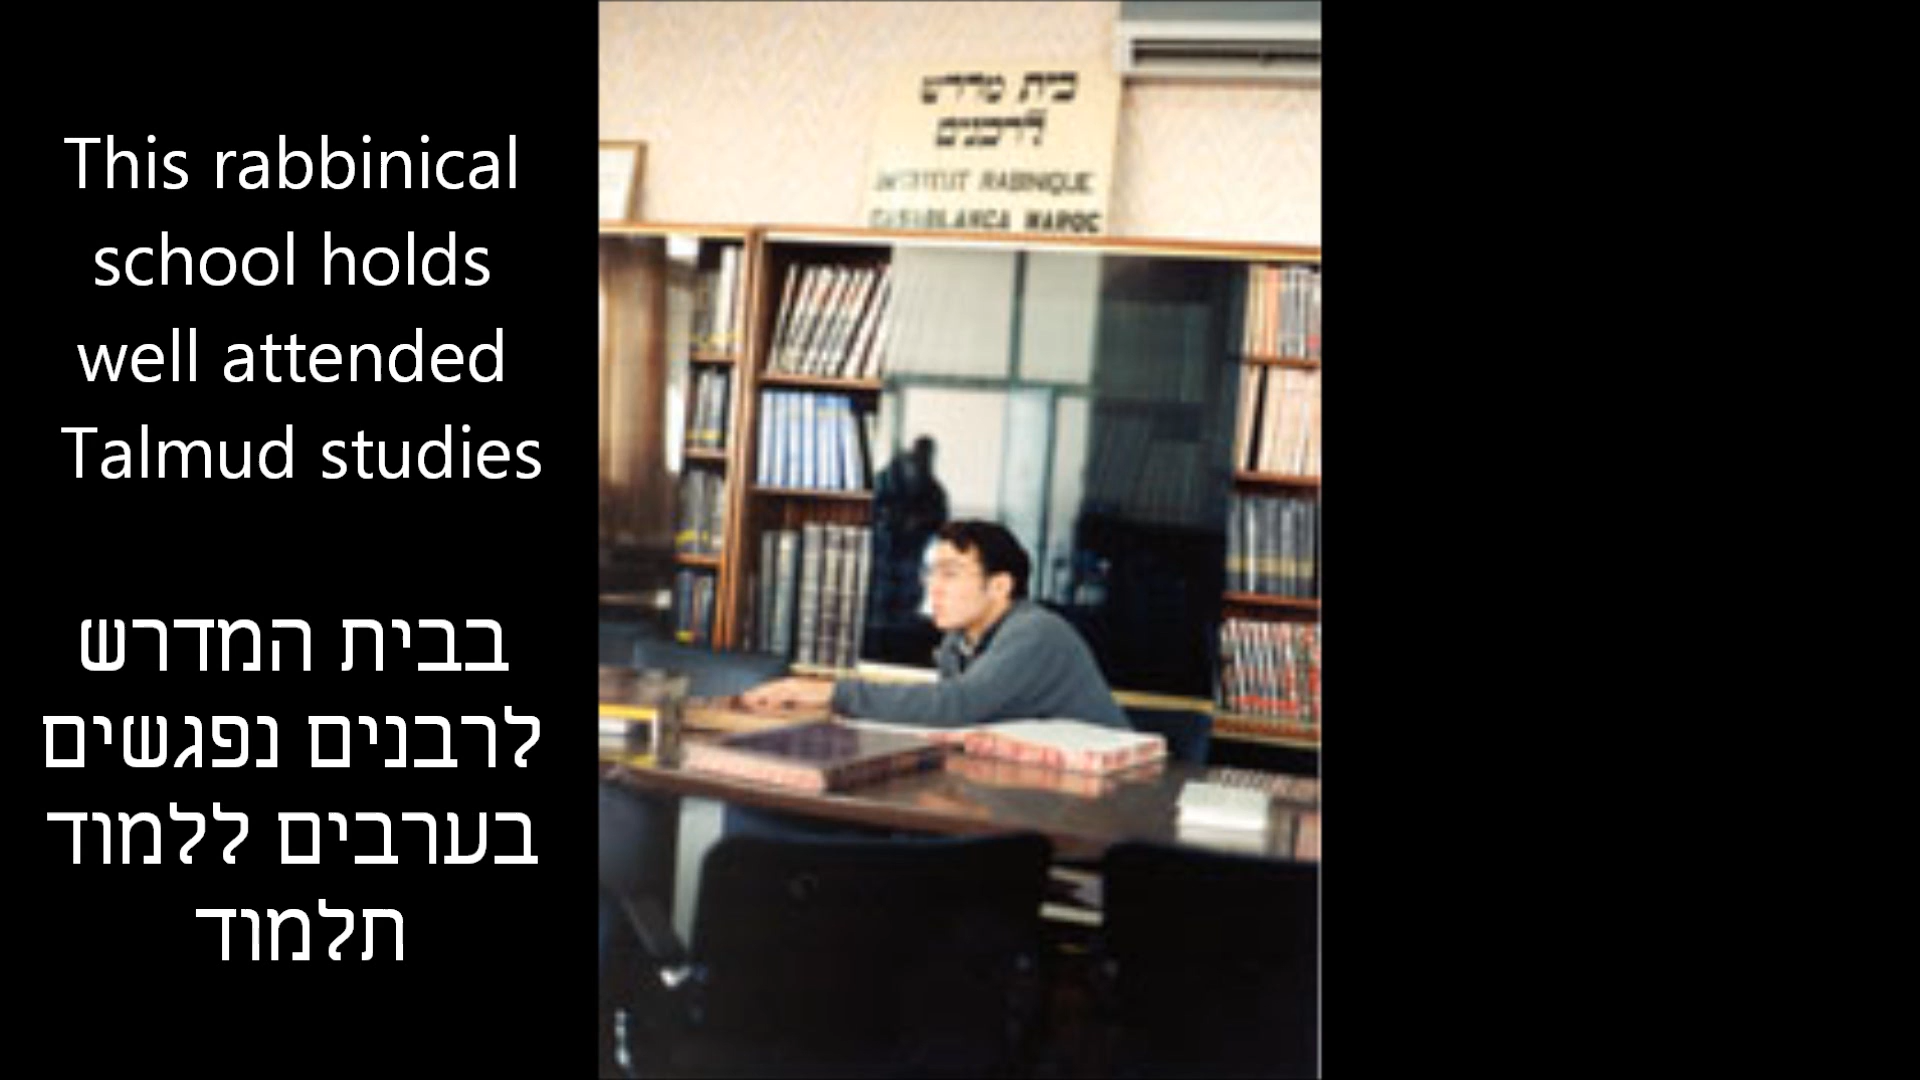 This rabbinical
school holds
well attended
Talmud studies
בבית המדרש
לרבנים נפגשים
בערבים ללמוד
תלמוד
בית מדרש
לרבנים
INSTITUT RABINIQUE
CASABLANCA MAROC